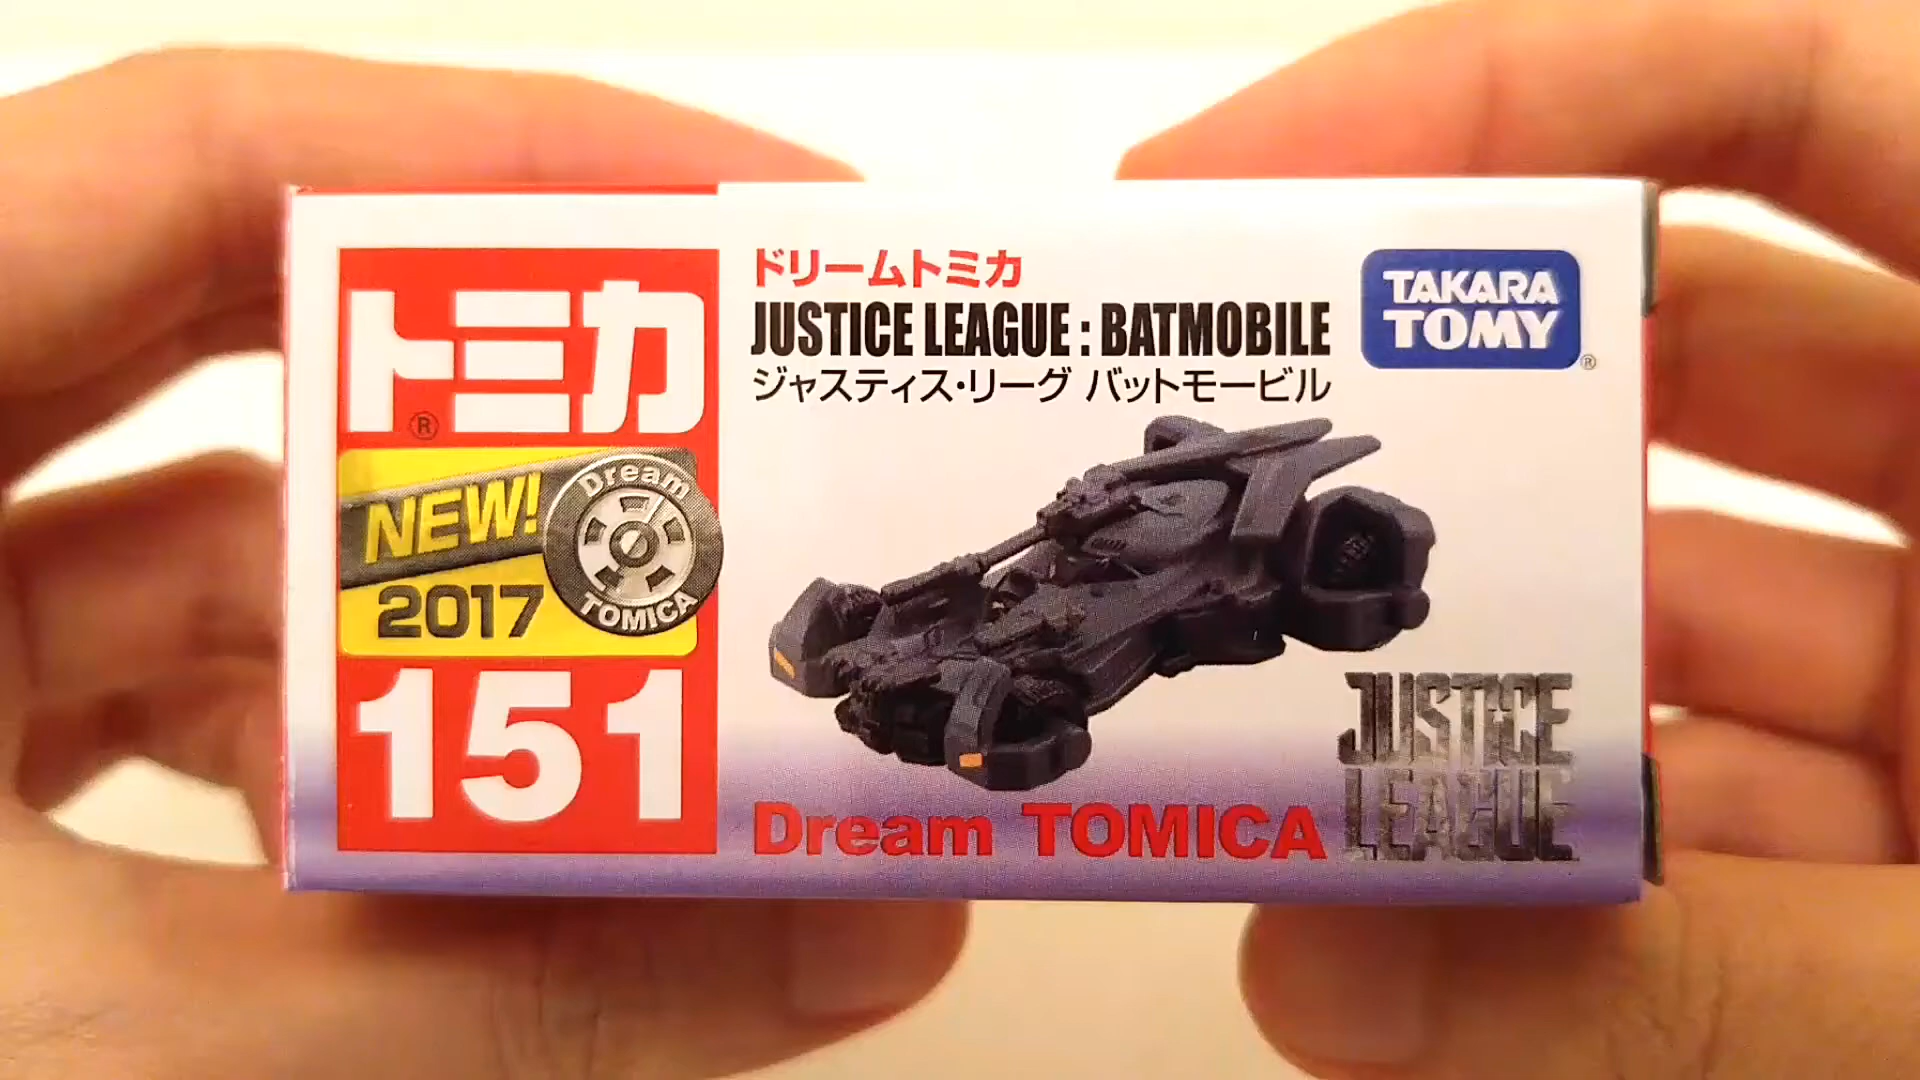 トミカ
®
NEW!
2017
Dream
TOMICA
151
ドリームトミカ
JUSTICE LEAGUE : BATMOBILE
ジャスティス・リーグ バットモービル
TAKARA
TOMY
®
JUSTICE
LEAGUE
Dream TOMICA